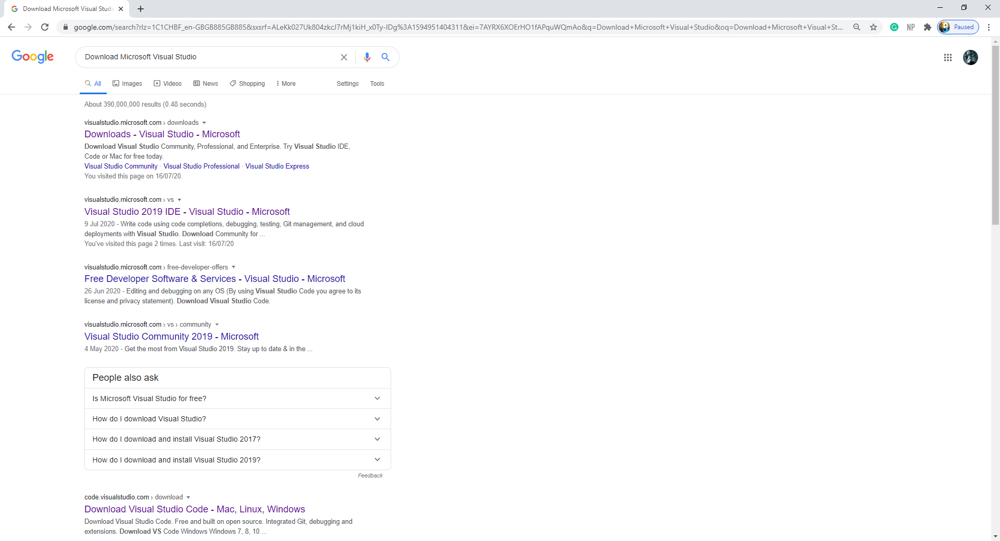 Download Microsoft Visual Studi
google.com/search?rlz=1C1CHBF_en-GBGB885GB885&sxsrf=ALeKk027Uk804zkcJ7rMj1kiH_x0Ty-IDg%3A1594951404311&ei=7AYRX6XOErHO1fAPquWQmAo&q=Download+Microsoft+Visual+Studio&oq=Download+Microsoft+Visual+St...
NP
Paused
Google
Download Microsoft Visual Studio
All Images Videos News Shopping More Settings Tools
About 390,000,000 results (0.48 seconds)
visualstudio.microsoft.com › downloads
Downloads - Visual Studio - Microsoft
Download Visual Studio Community, Professional, and Enterprise. Try Visual Studio IDE,
Code or Mac for free today.
Visual Studio Community · Visual Studio Professional · Visual Studio Express
You visited this page on 16/07/20.
visualstudio.microsoft.com › vs
Visual Studio 2019 IDE - Visual Studio - Microsoft
9 Jul 2020 - Write code using code completions, debugging, testing, Git management, and cloud
deployments with Visual Studio. Download Community for ...
You've visited this page 2 times. Last visit: 16/07/20
visualstudio.microsoft.com › free-developer-offers
Free Developer Software & Services - Visual Studio - Microsoft
26 Jun 2020 - Editing and debugging on any OS (By using Visual Studio Code you agree to its
license and privacy statement). Download Visual Studio Code.
visualstudio.microsoft.com › vs › community
Visual Studio Community 2019 - Microsoft
4 May 2020 - Get the most from Visual Studio 2019. Stay up to date & in the ...
People also ask
Is Microsoft Visual Studio for free?
How do I download Visual Studio?
How do I download and install Visual Studio 2017?
How do I download and install Visual Studio 2019?
Feedback
code.visualstudio.com › download
Download Visual Studio Code - Mac, Linux, Windows
Download Visual Studio Code. Free and built on open source. Integrated Git, debugging and
extensions. Download VS Code Windows Windows 7, 8, 10 ...